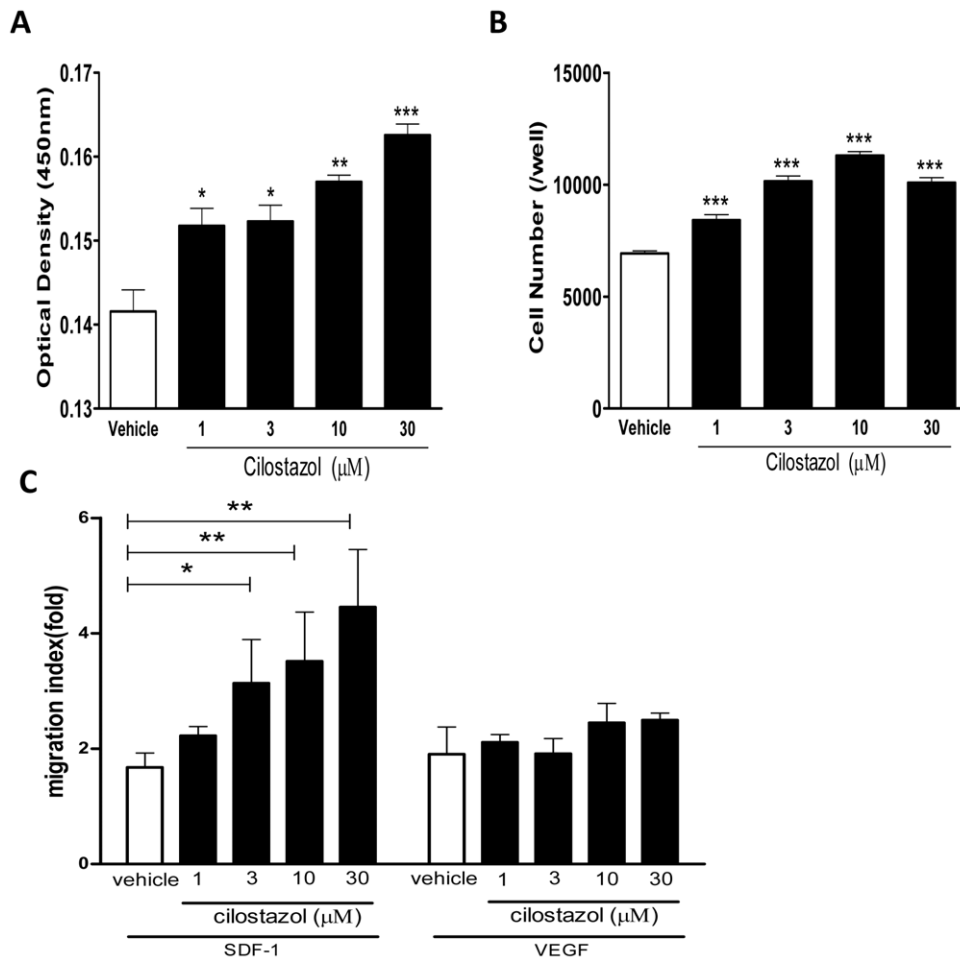 A
Optical Density (450nm)
0.17
0.16
0.15
0.14
0.13
*
*
**
***
Vehicle 1 3 10 30
Cilostazol (μM)
B
Cell Number (/well)
15000
10000
5000
0
***
***
***
***
Vehicle 1 3 10 30
Cilostazol (μM)
C
migration index(fold)
6
4
2
0
**
**
*
vehicle 1 3 10 30 vehicle 1 3 10 30
cilostazol (μM) cilostazol (μM)
SDF-1 VEGF